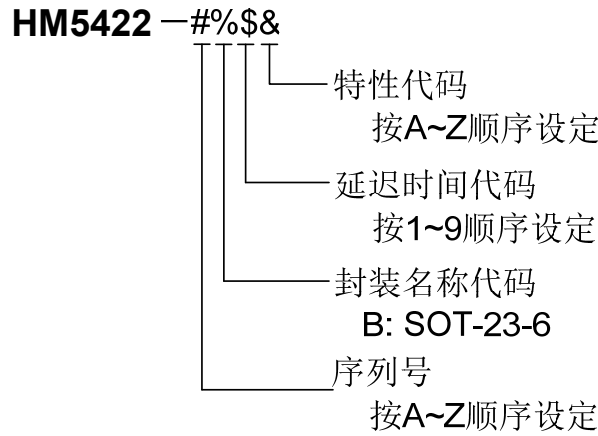 HM5422 —#%$&
特性代码
按A~Z顺序设定
延迟时间代码
按1~9顺序设定
封装名称代码
B: SOT-23-6
序列号
按A~Z顺序设定